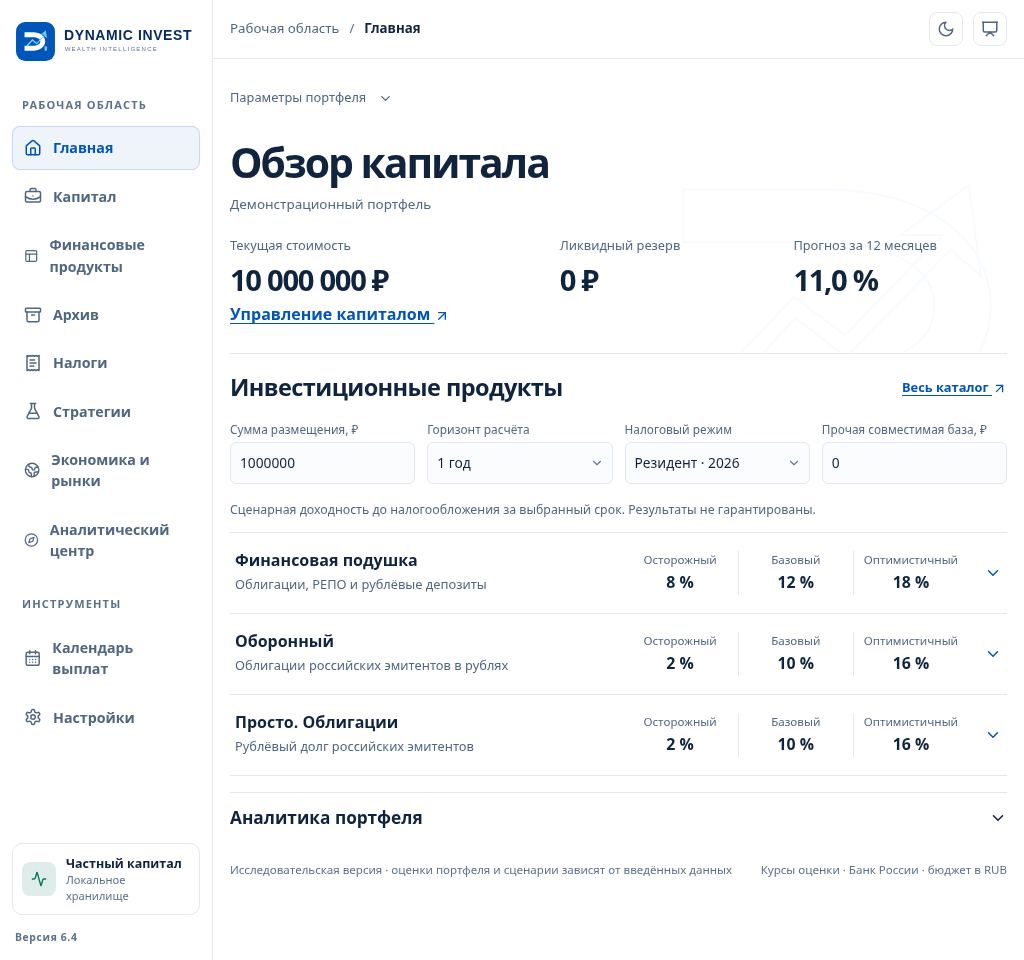 DYNAMIC INVEST
WEALTH INTELLIGENCE
РАБОЧАЯ ОБЛАСТЬ
Главная
Капитал
Финансовые
продукты
Архив
Налоги
Стратегии
Экономика и
рынки
Аналитический
центр
ИНСТРУМЕНТЫ
Календарь
выплат
Настройки
Частный капитал
Локальное
хранилище
Версия 6.4
Рабочая область / Главная
Параметры портфеля
Обзор капитала
Демонстрационный портфель
Текущая стоимость
10 000 000 ₽
Управление капиталом
Ликвидный резерв
0 ₽
Прогноз за 12 месяцев
11,0 %
Инвестиционные продукты
Весь каталог
Сумма размещения, ₽
1000000
Горизонт расчёта
1 год
Налоговый режим
Резидент · 2026
Прочая совместимая база, ₽
0
Сценарная доходность до налогообложения за выбранный срок. Результаты не гарантированы.
Финансовая подушка
Облигации, РЕПО и рублёвые депозиты
Осторожный
8 %
Базовый
12 %
Оптимистичный
18 %
Оборонный
Облигации российских эмитентов в рублях
Осторожный
2 %
Базовый
10 %
Оптимистичный
16 %
Просто. Облигации
Рублёвый долг российских эмитентов
Осторожный
2 %
Базовый
10 %
Оптимистичный
16 %
Аналитика портфеля
Исследовательская версия · оценки портфеля и сценарии зависят от введённых данных
Курсы оценки · Банк России · бюджет в RUB